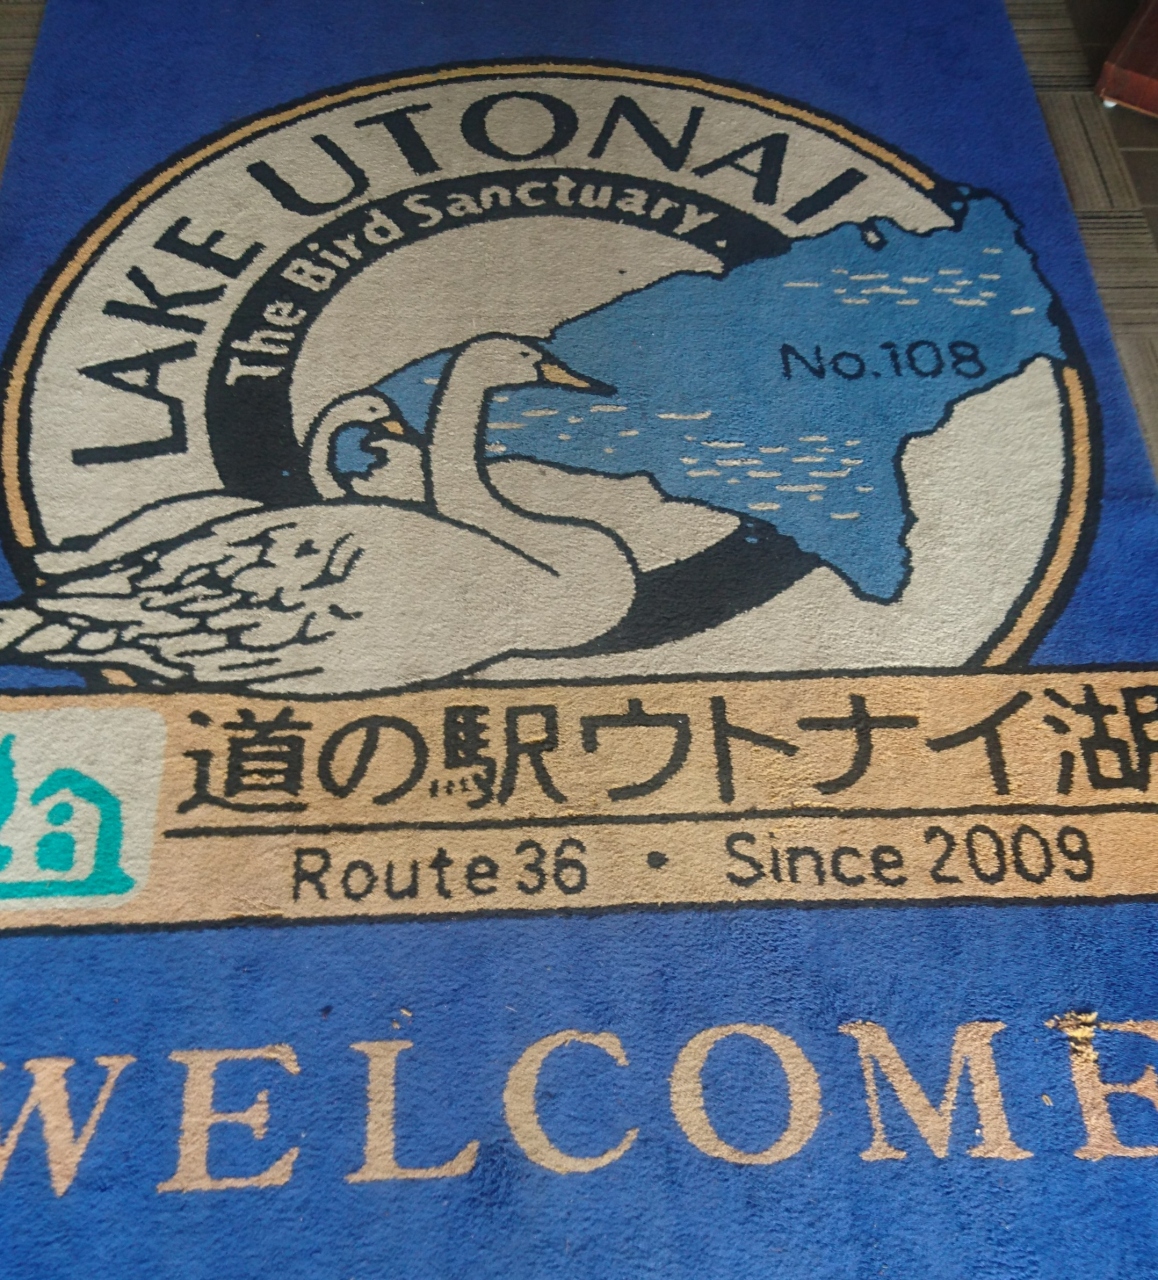 LAKE UTONAI
The Bird Sanctuary.
No.108
道の駅ウトナイ湖
Route 36 • Since 2009
WELCOME